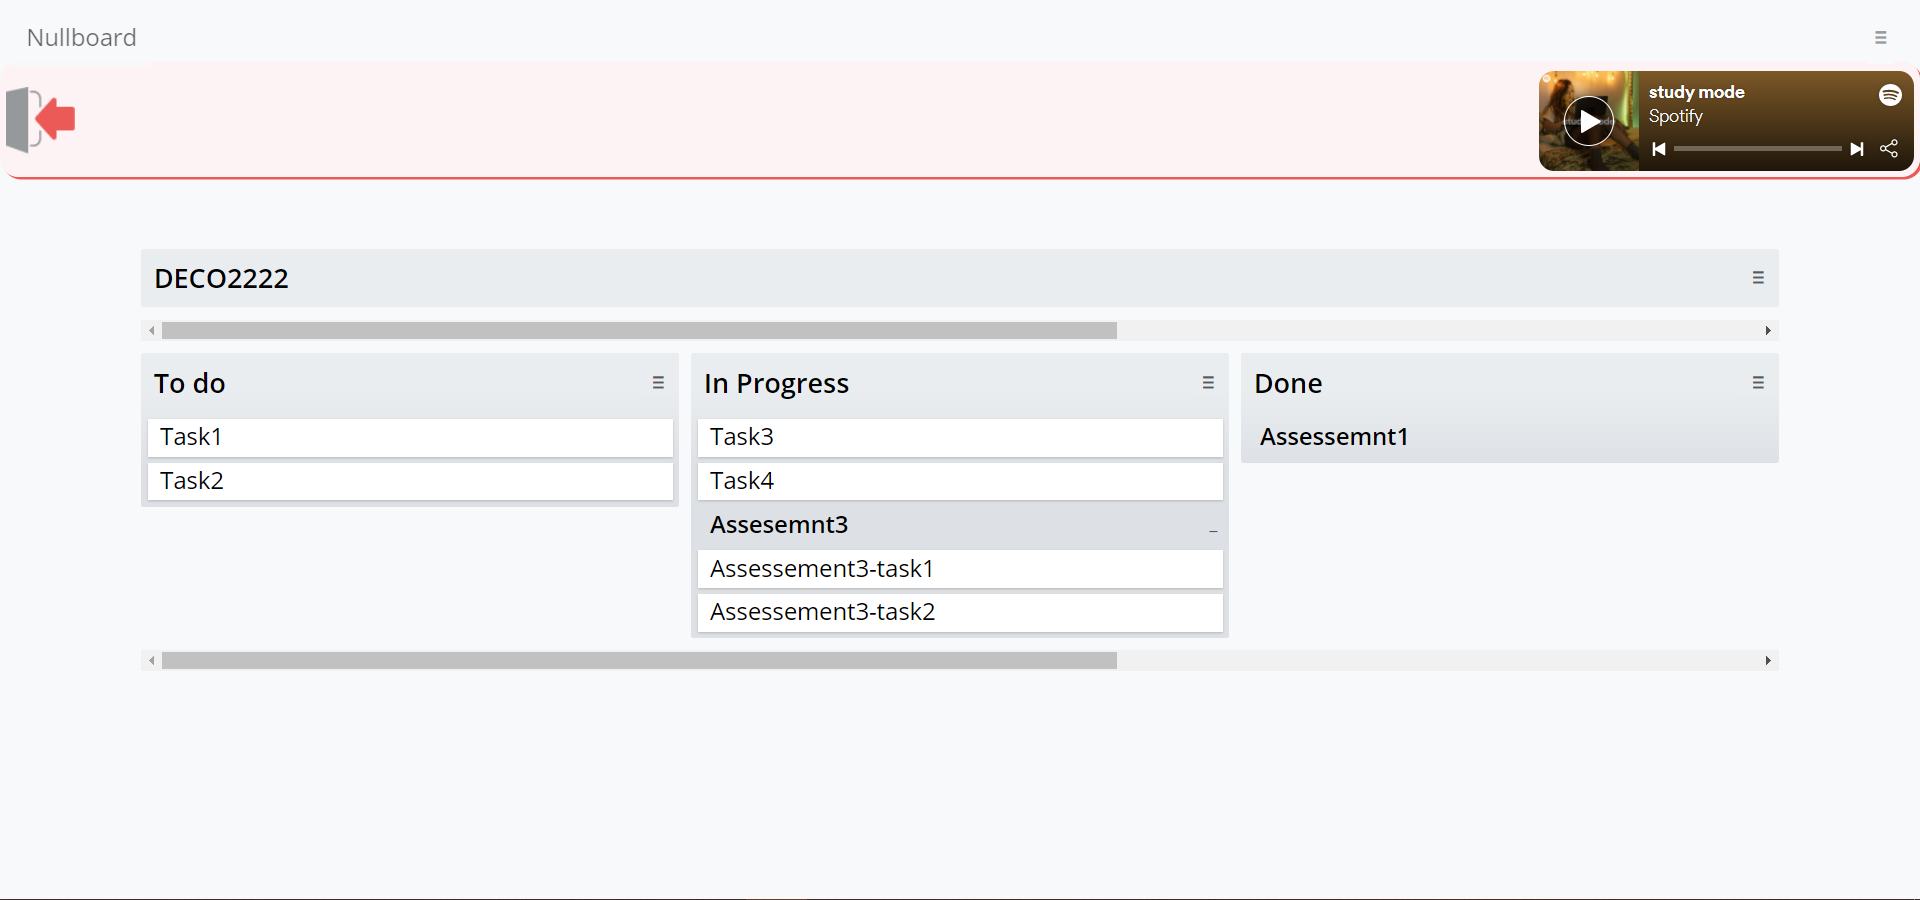 Nullboard
study mode
Spotify
DECO2222
To do
Task1
Task2
In Progress
Task3
Task4
Assesemnt3
Assessement3-task1
Assessement3-task2
Done
Assessemnt1